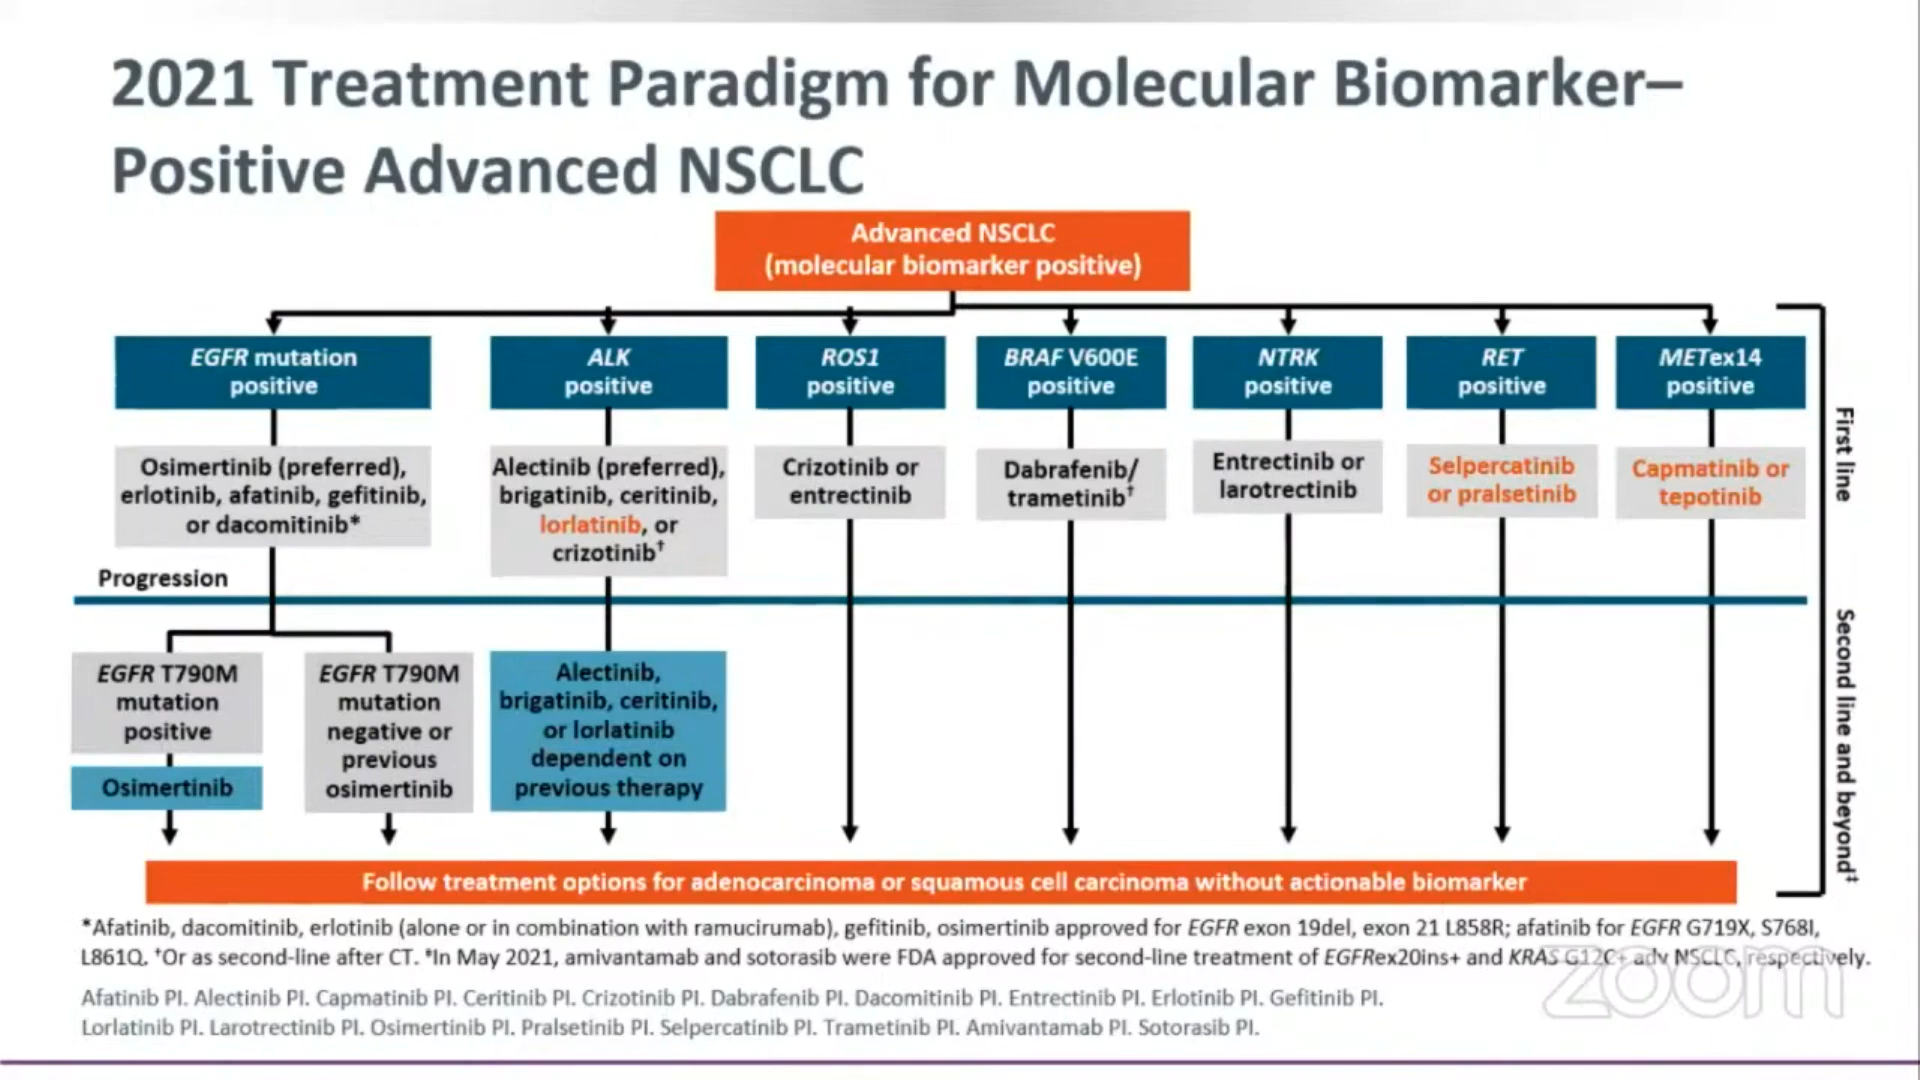 2021 Treatment Paradigm for Molecular Biomarker–
Positive Advanced NSCLC
Advanced NSCLC
(molecular biomarker positive)
EGFR mutation
positive
ALK
positive
ROS1
positive
BRAF V600E
positive
NTRK
positive
RET
positive
METex14
positive
Osimertinib (preferred),
erlotinib, afatinib, gefitinib,
or dacomitinib*
Alectinib (preferred),
brigatinib, ceritinib,
lorlatinib, or
crizotinib†
Crizotinib or
entrectinib
Dabrafenib/
trametinib†
Entrectinib or
larotrectinib
Selpercatinib
or pralsetinib
Capmatinib or
tepotinib
First line
Progression
EGFR T790M
mutation
positive
Osimertinib
EGFR T790M
mutation
negative or
previous
osimertinib
Alectinib,
brigatinib, ceritinib,
or lorlatinib
dependent on
previous therapy
Second line and beyond‡
Follow treatment options for adenocarcinoma or squamous cell carcinoma without actionable biomarker
*Afatinib, dacomitinib, erlotinib (alone or in combination with ramucirumab), gefitinib, osimertinib approved for EGFR exon 19del, exon 21 L858R; afatinib for EGFR G719X, S768I,
L861Q. †Or as second-line after CT. ‡In May 2021, amivantamab and sotorasib were FDA approved for second-line treatment of EGFRex20ins+ and KRAS G12C+ adv NSCLC, respectively.
Afatinib PI. Alectinib PI. Capmatinib PI. Ceritinib PI. Crizotinib PI. Dabrafenib PI. Dacomitinib PI. Entrectinib PI. Erlotinib PI. Gefitinib PI.
Lorlatinib PI. Larotrectinib PI. Osimertinib PI. Pralsetinib PI. Selpercatinib PI. Trametinib PI. Amivantamab PI. Sotorasib PI.
zoom